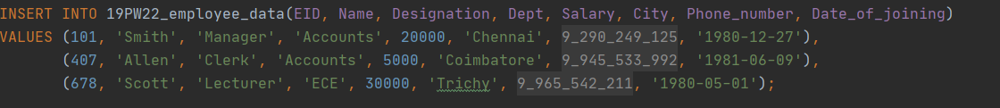 INSERT INTO 19PW22_employee_data(EID, Name, Designation, Dept, Salary, City, Phone_number, Date_of_joining)
VALUES (101, 'Smith', 'Manager', 'Accounts', 20000, 'Chennai', 9_290_249_125, '1980-12-27'),
(407, 'Allen', 'Clerk', 'Accounts', 5000, 'Coimbatore', 9_945_533_992, '1981-06-09'),
(678, 'Scott', 'Lecturer', 'ECE', 30000, 'Trichy', 9_965_542_211, '1980-05-01');